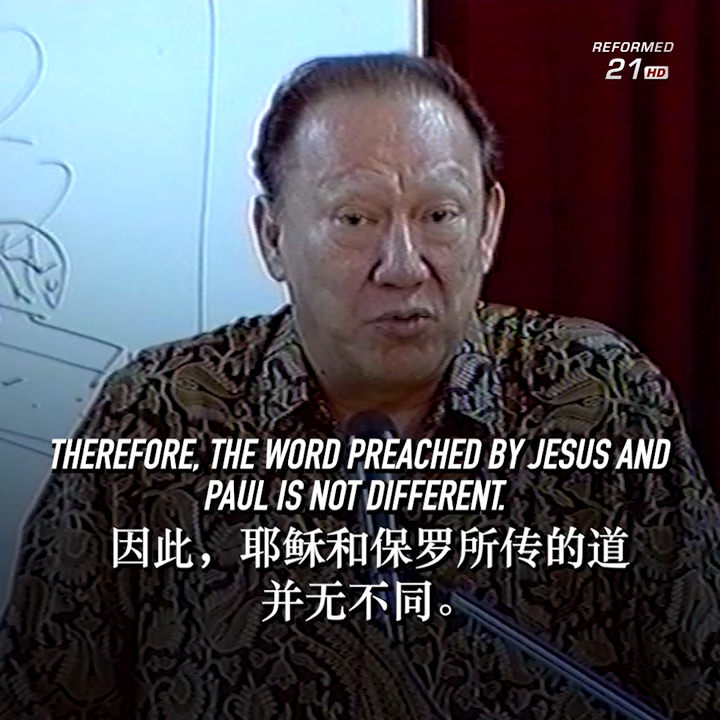 REFORMED
21 HD
THEREFORE, THE WORD PREACHED BY JESUS AND
PAUL IS NOT DIFFERENT.
因此，耶稣和保罗所传的道
并无不同。